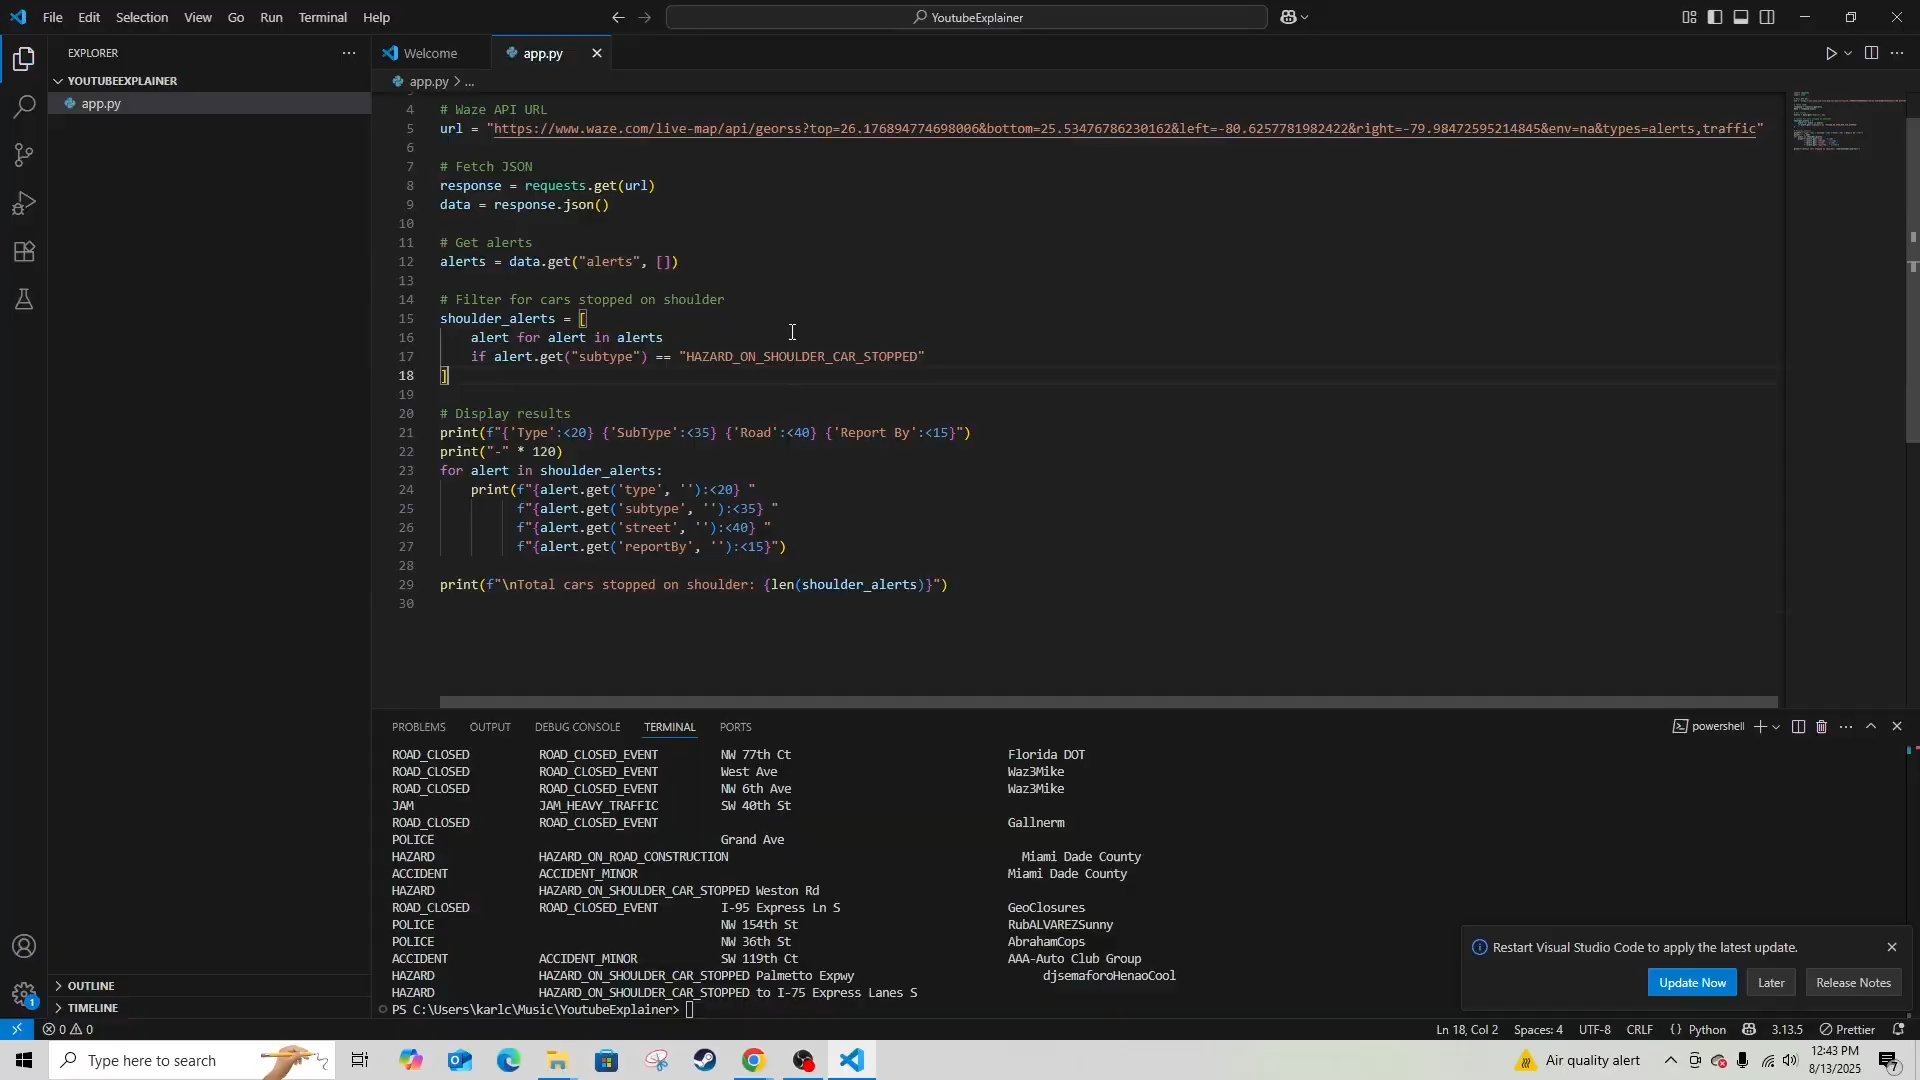 File Edit Selection View Go Run Terminal Help
YoutubeExplainer
EXPLORER
YOUTUBEEXPLAINER
app.py
OUTLINE
TIMELINE
Welcome
app.py
app.py > ...
4 # Waze API URL
5 url = "https://www.waze.com/live-map/api/georss?top=26.176894774698006&bottom=25.53476786230162&left=-80.6257781982422&right=-79.98472595214845&env=na&types=alerts,traffic"
6
7 # Fetch JSON
8 response = requests.get(url)
9 data = response.json()
10
11 # Get alerts
12 alerts = data.get("alerts", [])
13
14 # Filter for cars stopped on shoulder
15 shoulder_alerts = [
16 alert for alert in alerts
17 if alert.get("subtype") == "HAZARD_ON_SHOULDER_CAR_STOPPED"
18 ]
19
20 # Display results
21 print(f"{'Type':<20} {'SubType':<35} {'Road':<40} {'Report By':<15}")
22 print("-" * 120)
23 for alert in shoulder_alerts:
24 print(f"{alert.get('type', ''):<20} "
25 f"{alert.get('subtype', ''):<35} "
26 f"{alert.get('street', ''):<40} "
27 f"{alert.get('reportBy', ''):<15}")
28
29 print(f"\nTotal cars stopped on shoulder: {len(shoulder_alerts)}")
30
PROBLEMS OUTPUT DEBUG CONSOLE TERMINAL PORTS
powershell
ROAD_CLOSED ROAD_CLOSED_EVENT NW 77th Ct Florida DOT
ROAD_CLOSED ROAD_CLOSED_EVENT West Ave Waz3Mike
ROAD_CLOSED ROAD_CLOSED_EVENT NW 6th Ave Waz3Mike
JAM JAM_HEAVY_TRAFFIC SW 40th St
ROAD_CLOSED ROAD_CLOSED_EVENT Gallnerm
POLICE Grand Ave
HAZARD HAZARD_ON_ROAD_CONSTRUCTION Miami Dade County
ACCIDENT ACCIDENT_MINOR Miami Dade County
HAZARD HAZARD_ON_SHOULDER_CAR_STOPPED Weston Rd
ROAD_CLOSED ROAD_CLOSED_EVENT I-95 Express Ln S GeoClosures
POLICE NW 154th St RubALVAREZSunny
POLICE NW 36th St AbrahamCops
ACCIDENT ACCIDENT_MINOR SW 119th Ct AAA-Auto Club Group
HAZARD HAZARD_ON_SHOULDER_CAR_STOPPED Palmetto Expwy djsemaforoHenaoCool
HAZARD HAZARD_ON_SHOULDER_CAR_STOPPED to I-75 Express Lanes S
PS C:\Users\karlc\Music\YoutubeExplainer>
Restart Visual Studio Code to apply the latest update.
Update Now Later Release Notes
1
0 0
Ln 18, Col 2 Spaces: 4 UTF-8 CRLF {} Python 3.13.5 Prettier
Type here to search
Air quality alert
12:43 PM
8/13/2025
7